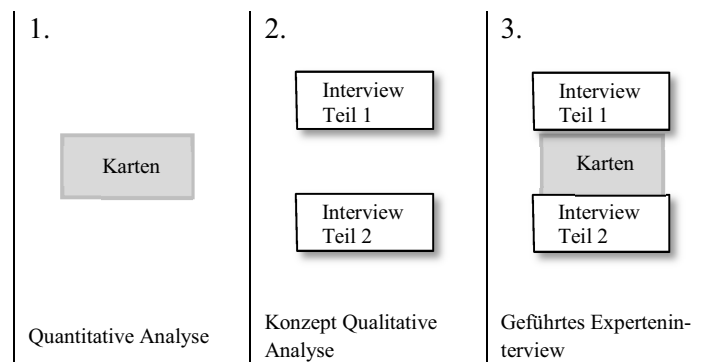 1.
Karten
Quantitative Analyse
2.
Interview
Teil 1
Interview
Teil 2
Konzept Qualitative
Analyse
3.
Interview
Teil 1
Karten
Interview
Teil 2
Geführtes Expertenin-
terview